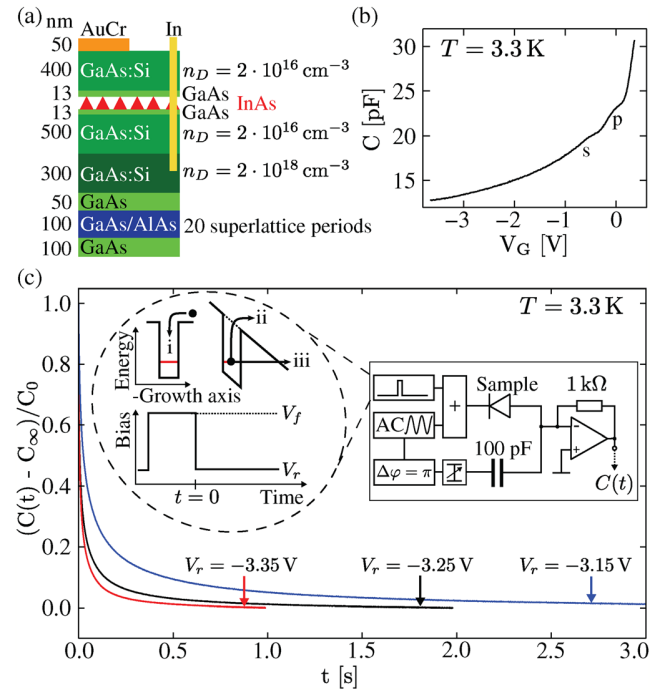 (a)
nm
AuCr
In
50
400
GaAs:Si
n_D = 2 · 10^16 cm^−3
13
GaAs
InAs
13
GaAs
500
GaAs:Si
n_D = 2 · 10^16 cm^−3
300
GaAs:Si
n_D = 2 · 10^18 cm^−3
50
GaAs
100
GaAs/AlAs
20 superlattice periods
100
GaAs
(b)
T = 3.3 K
30
25
20
15
C [pF]
s
p
−3
−2
−1
0
V_G [V]
(c)
T = 3.3 K
1.0
0.8
0.6
0.4
0.2
0.0
(C(t) - C_∞)/C_0
i
ii
iii
Energy
-Growth axis
Bias
V_f
V_r
t = 0
Time
Sample
1 kΩ
+
AC
100 pF
Δφ = π
-
+
C(t)
V_r = −3.35 V
V_r = −3.25 V
V_r = −3.15 V
0.0
0.5
1.0
1.5
2.0
2.5
3.0
t [s]